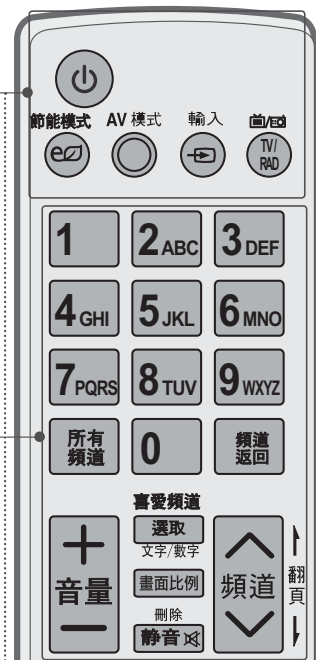 節能模式 AV 模式 輸入
TV/
RAD
1 2ABC 3DEF
4GHI 5JKL 6MNO
7PQRS 8TUV 9WXYZ
所有
頻道
0
頻道
返回
喜愛頻道
選取
文字/數字
+
音量
－
畫面比例
刪除
靜音
頻道
翻
頁